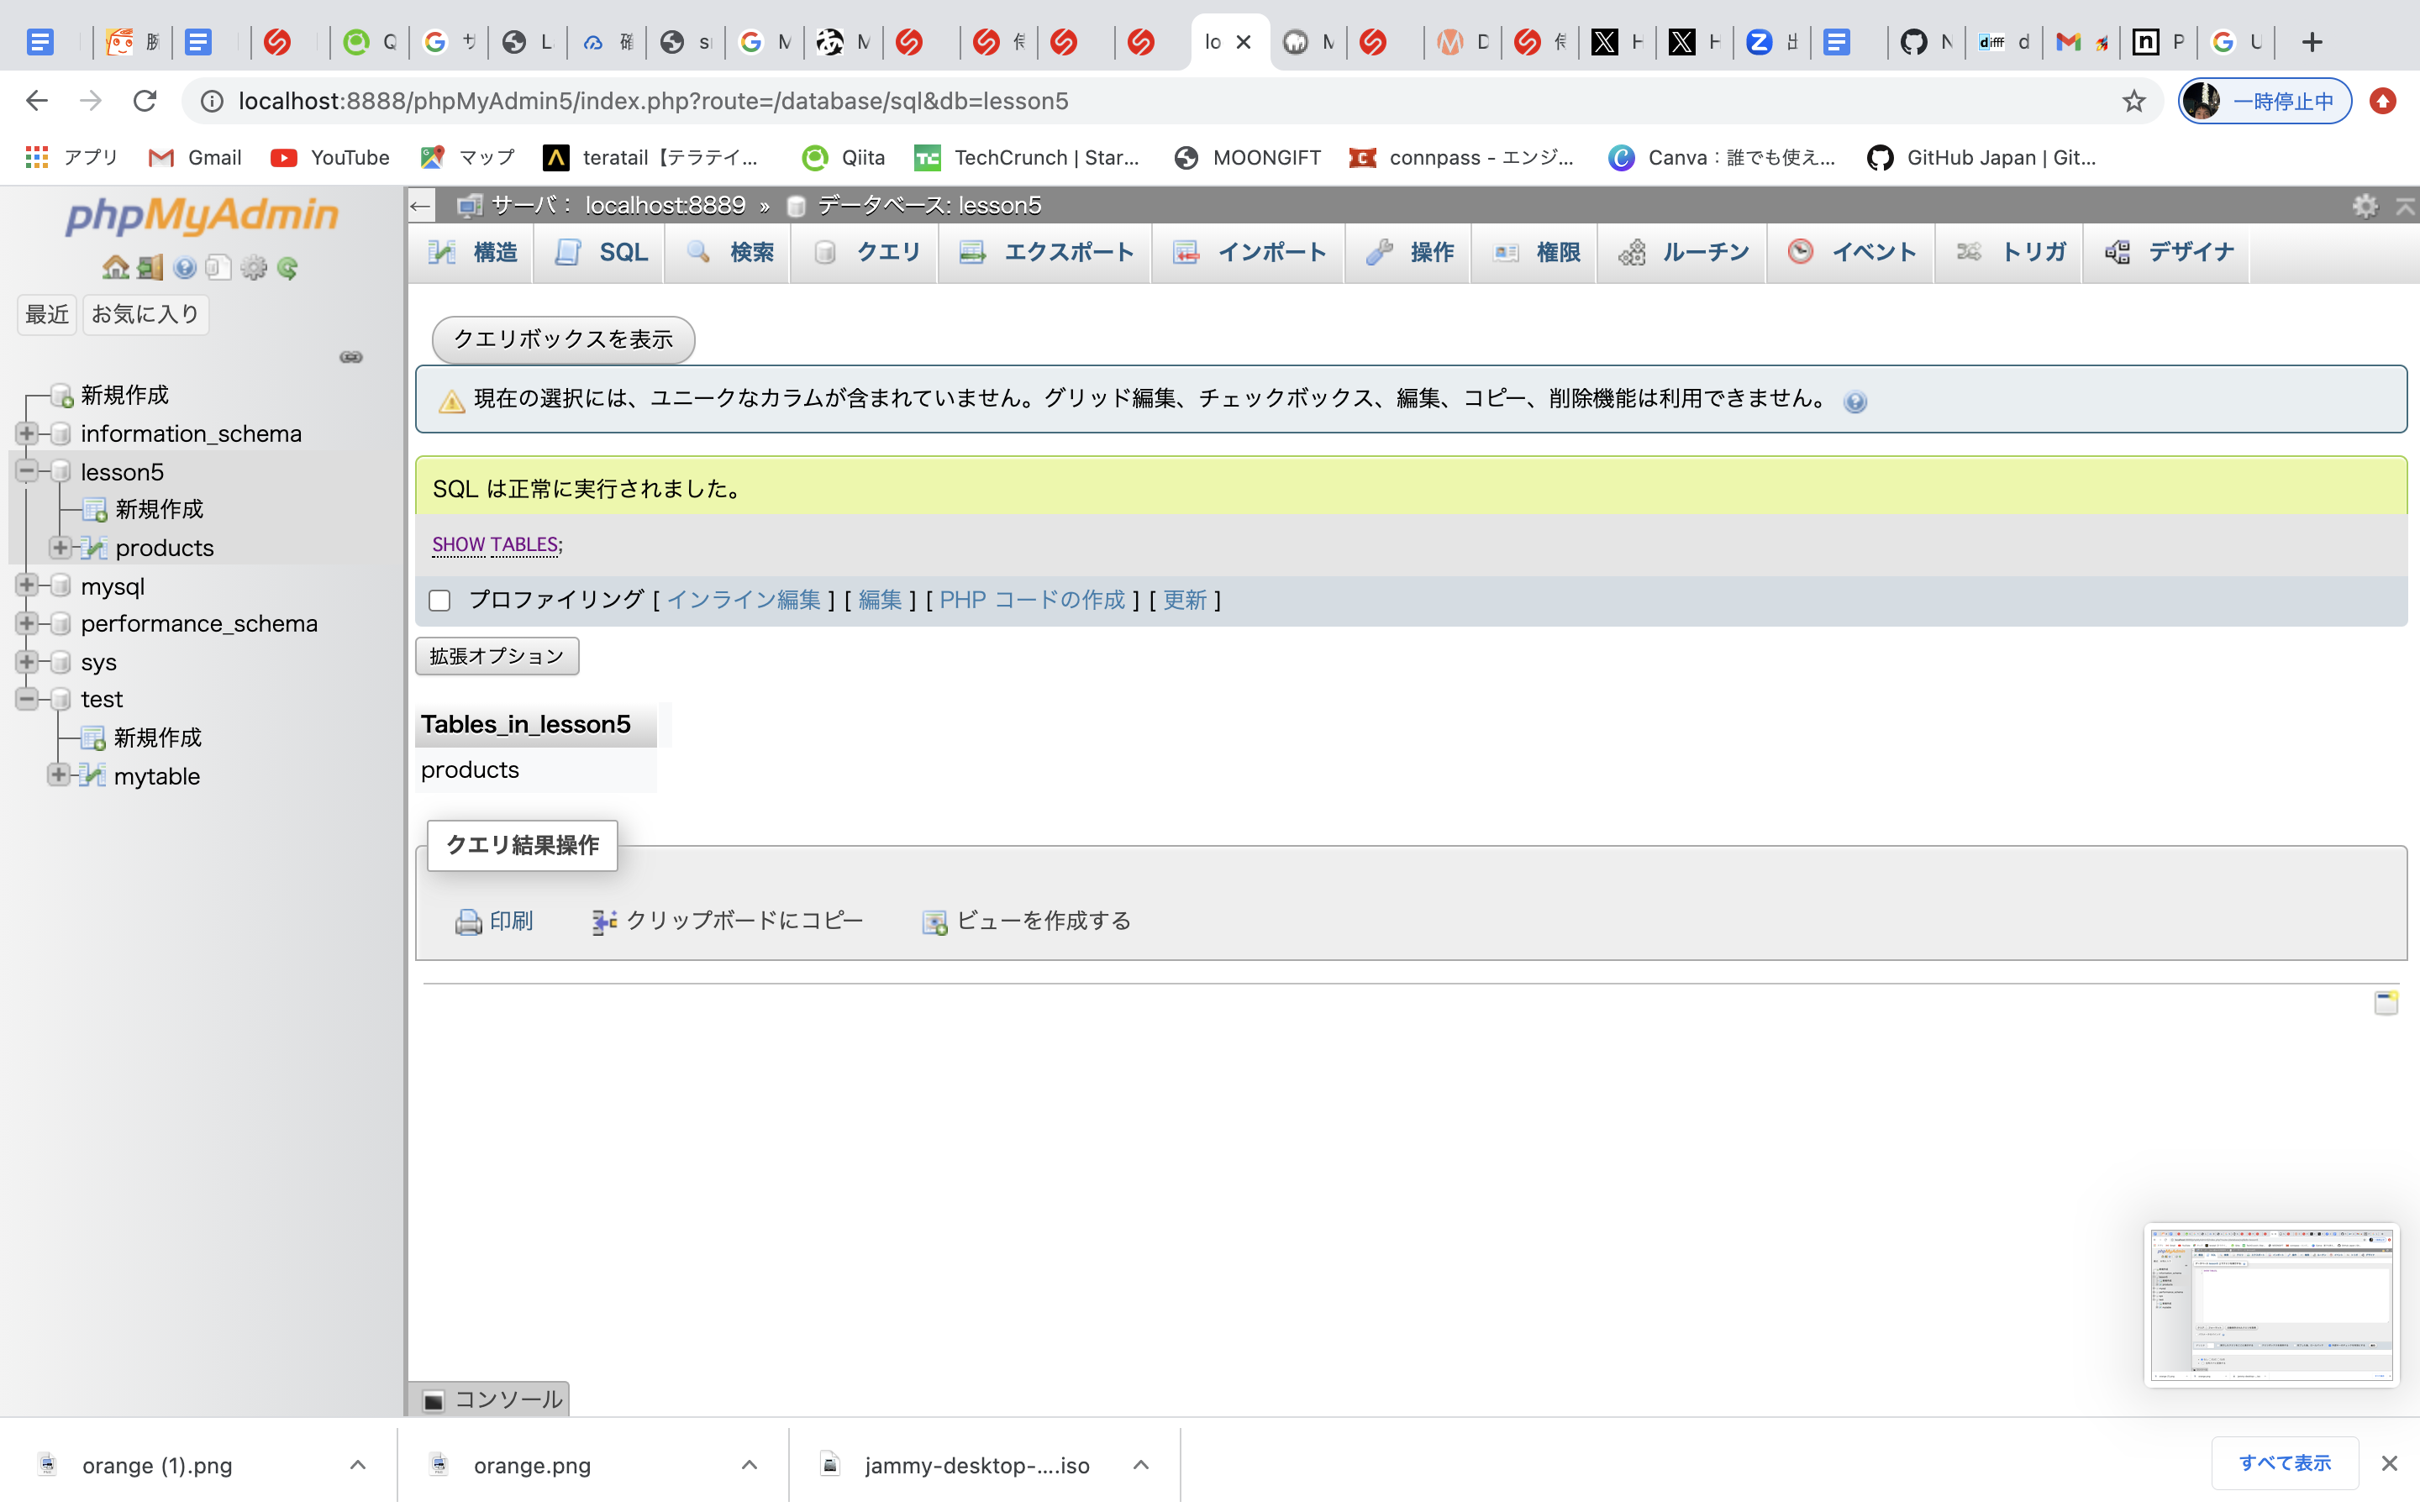 lo
localhost:8888/phpMyAdmin5/index.php?route=/database/sql&db=lesson5
一時停止中
アプリ
Gmail
YouTube
マップ
teratail【テラテイ...
Qiita
TechCrunch | Star...
MOONGIFT
connpass - エンジ...
Canva：誰でも使え...
GitHub Japan | Git...
phpMyAdmin
最近
お気に入り
新規作成
information_schema
lesson5
新規作成
products
mysql
performance_schema
sys
test
新規作成
mytable
サーバ： localhost:8889 » データベース: lesson5
構造
SQL
検索
クエリ
エクスポート
インポート
操作
権限
ルーチン
イベント
トリガ
デザイナ
クエリボックスを表示
現在の選択には、ユニークなカラムが含まれていません。グリッド編集、チェックボックス、編集、コピー、削除機能は利用できません。
SQL は正常に実行されました。
SHOW TABLES;
プロファイリング [ インライン編集 ] [ 編集 ] [ PHP コードの作成 ] [ 更新 ]
拡張オプション
Tables_in_lesson5
products
クエリ結果操作
印刷
クリップボードにコピー
ビューを作成する
コンソール
orange (1).png
orange.png
jammy-desktop-....iso
すべて表示